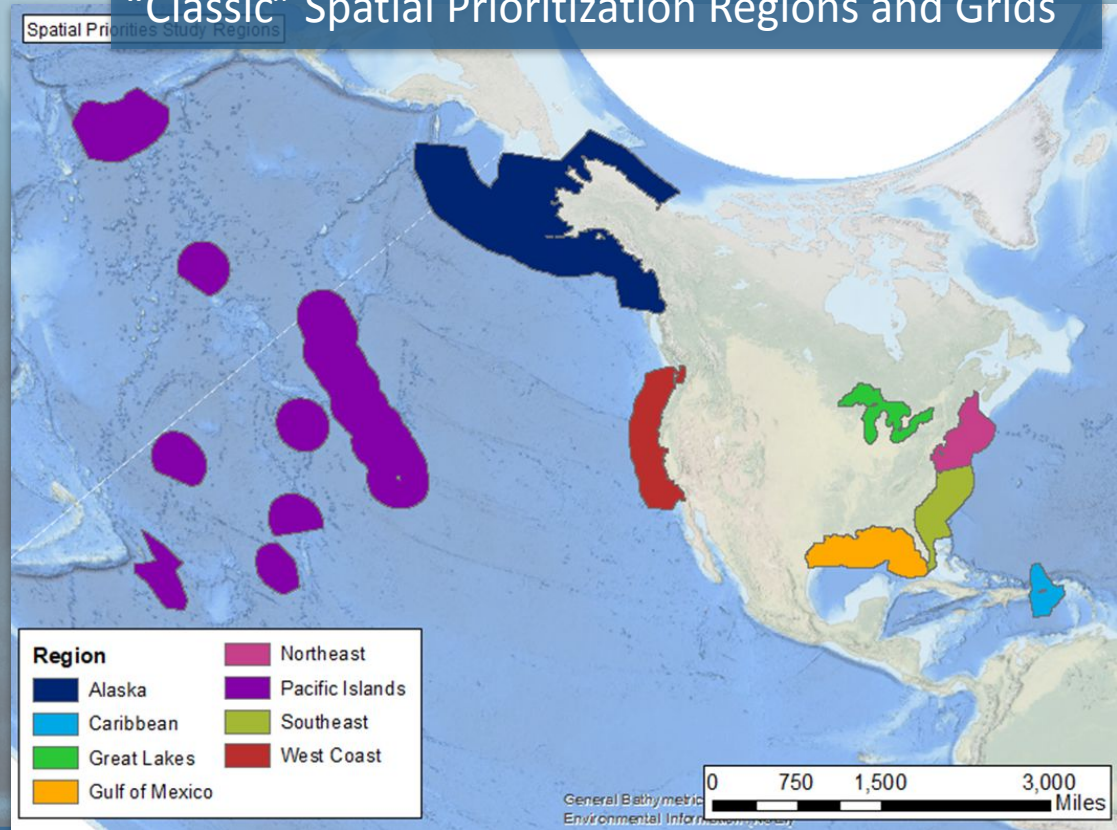 "Classic" Spatial Prioritization Regions and Grids
Spatial Priorities Study Regions
Region
Alaska
Caribbean
Great Lakes
Gulf of Mexico
Northeast
Pacific Islands
Southeast
West Coast
0 750 1,500 3,000
Miles
General Bathymetric
Environmental